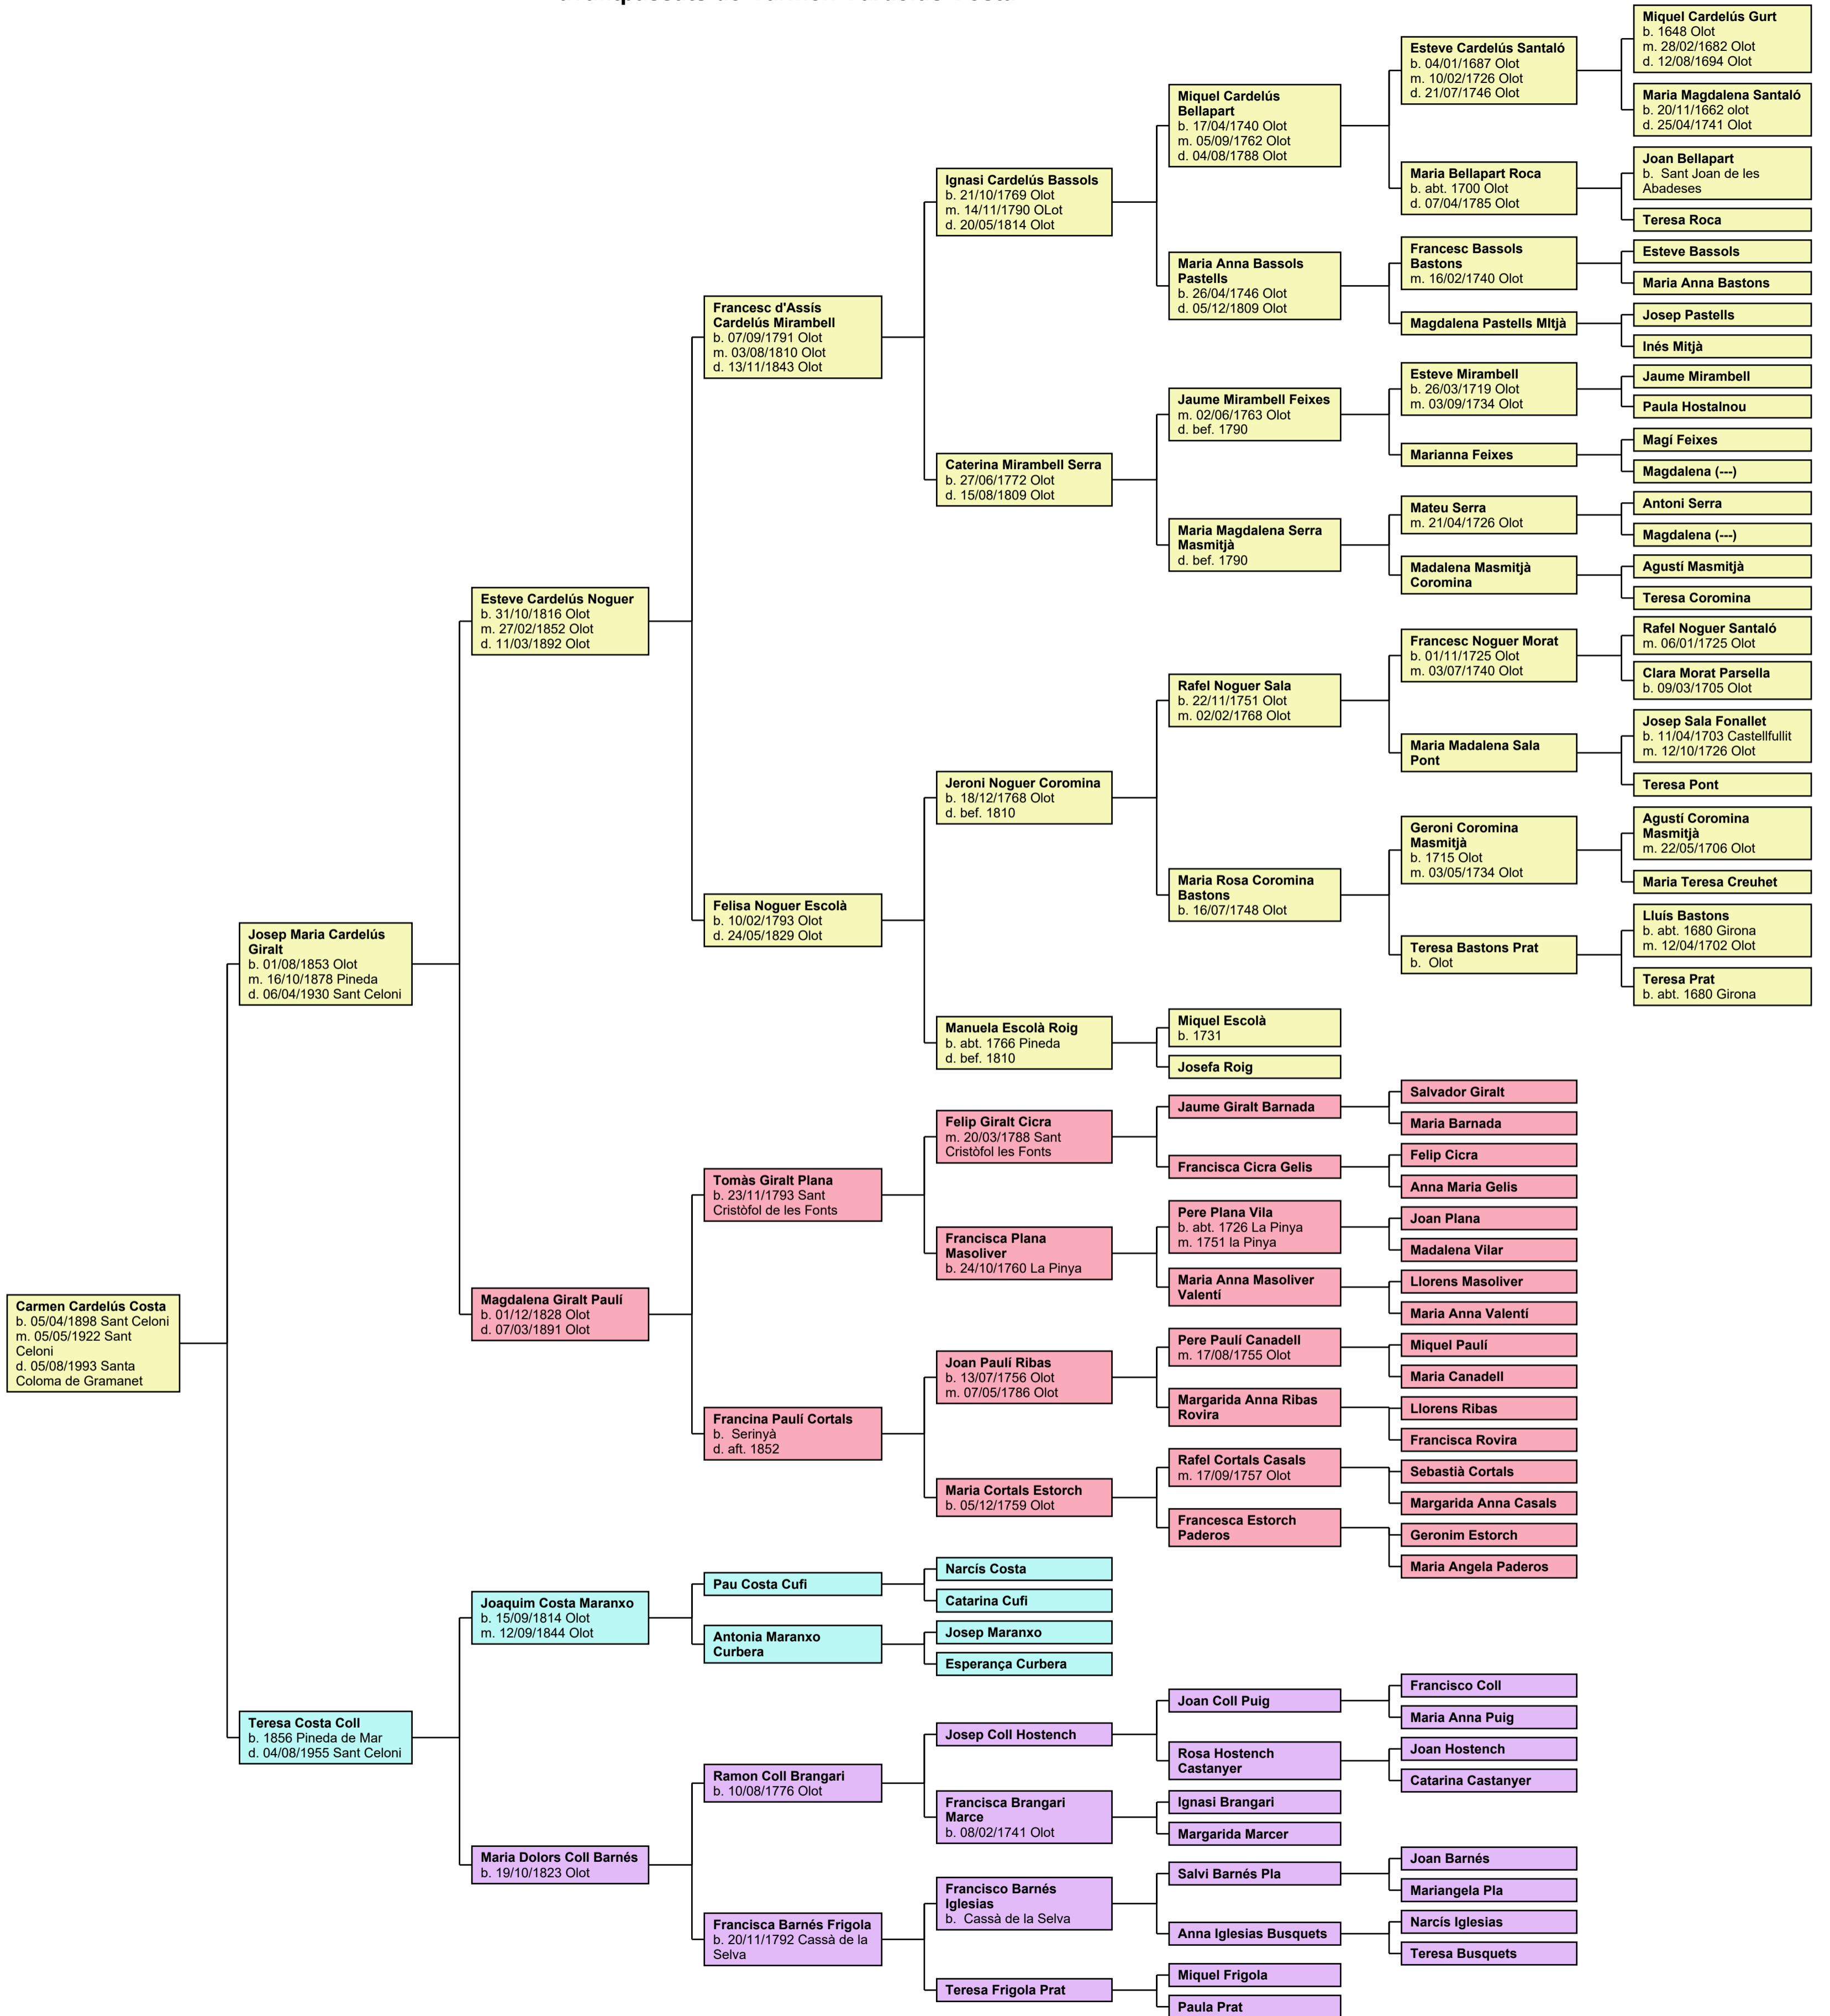 Carmen Cardelús Costa
b. 05/04/1898 Sant Celoni
m. 05/05/1922 Sant
Celoni
d. 05/08/1993 Santa
Coloma de Gramanet
Josep Maria Cardelús
Giralt
b. 01/08/1853 Olot
m. 16/10/1878 Pineda
d. 06/04/1930 Sant Celoni
Teresa Costa Coll
b. 1856 Pineda de Mar
d. 04/08/1955 Sant Celoni
Esteve Cardelús Noguer
b. 31/10/1816 Olot
m. 27/02/1852 Olot
d. 11/03/1892 Olot
Magdalena Giralt Paulí
b. 01/12/1828 Olot
d. 07/03/1891 Olot
Joaquim Costa Maranxo
b. 15/09/1814 Olot
m. 12/09/1844 Olot
Maria Dolors Coll Barnés
b. 19/10/1823 Olot
Francesc d'Assís
Cardelús Mirambell
b. 07/09/1791 Olot
m. 03/08/1810 Olot
d. 13/11/1843 Olot
Felisa Noguer Escolà
b. 10/02/1793 Olot
d. 24/05/1829 Olot
Tomàs Giralt Plana
b. 23/11/1793 Sant
Cristòfol de les Fonts
Francina Paulí Cortals
b. Serinyà
d. aft. 1852
Pau Costa Cufi
Antonia Maranxo
Curbera
Ramon Coll Brangari
b. 10/08/1776 Olot
Francisca Barnés Frigola
b. 20/11/1792 Cassà de la
Selva
Ignasi Cardelús Bassols
b. 21/10/1769 Olot
m. 14/11/1790 OLot
d. 20/05/1814 Olot
Caterina Mirambell Serra
b. 27/06/1772 Olot
d. 15/08/1809 Olot
Jeroni Noguer Coromina
b. 18/12/1768 Olot
d. bef. 1810
Manuela Escolà Roig
b. abt. 1766 Pineda
d. bef. 1810
Felip Giralt Cicra
m. 20/03/1788 Sant
Cristòfol les Fonts
Francisca Plana
Masoliver
b. 24/10/1760 La Pinya
Joan Paulí Ribas
b. 13/07/1756 Olot
m. 07/05/1786 Olot
Maria Cortals Estorch
b. 05/12/1759 Olot
Narcís Costa
Catarina Cufi
Josep Maranxo
Esperança Curbera
Josep Coll Hostench
Francisca Brangari
Marce
b. 08/02/1741 Olot
Francisco Barnés
Iglesias
b. Cassà de la Selva
Teresa Frigola Prat
Miquel Cardelús
Bellapart
b. 17/04/1740 Olot
m. 05/09/1762 Olot
d. 04/08/1788 Olot
Maria Anna Bassols
Pastells
b. 26/04/1746 Olot
d. 05/12/1809 Olot
Jaume Mirambell Feixes
m. 02/06/1763 Olot
d. bef. 1790
Maria Magdalena Serra
Masmitjà
d. bef. 1790
Rafel Noguer Sala
b. 22/11/1751 Olot
m. 02/02/1768 Olot
Maria Rosa Coromina
Bastons
b. 16/07/1748 Olot
Miquel Escolà
b. 1731
Josefa Roig
Jaume Giralt Barnada
Francisca Cicra Gelis
Pere Plana Vila
b. abt. 1726 La Pinya
m. 1751 la Pinya
Maria Anna Masoliver
Valentí
Pere Paulí Canadell
m. 17/08/1755 Olot
Margarida Anna Ribas
Rovira
Rafel Cortals Casals
m. 17/09/1757 Olot
Francesca Estorch
Paderos
Joan Coll Puig
Rosa Hostench
Castanyer
Ignasi Brangari
Margarida Marcer
Salvi Barnés Pla
Anna Iglesias Busquets
Miquel Frigola
Paula Prat
Esteve Cardelús Santaló
b. 04/01/1687 Olot
m. 10/02/1726 Olot
d. 21/07/1746 Olot
Maria Bellapart Roca
b. abt. 1700 Olot
d. 07/04/1785 Olot
Francesc Bassols
Bastons
m. 16/02/1740 Olot
Magdalena Pastells MItjà
Esteve Mirambell
b. 26/03/1719 Olot
m. 03/09/1734 Olot
Marianna Feixes
Mateu Serra
m. 21/04/1726 Olot
Madalena Masmitjà
Coromina
Francesc Noguer Morat
b. 01/11/1725 Olot
m. 03/07/1740 Olot
Maria Madalena Sala
Pont
Geroni Coromina
Masmitjà
b. 1715 Olot
m. 03/05/1734 Olot
Teresa Bastons Prat
b. Olot
Salvador Giralt
Maria Barnada
Felip Cicra
Anna Maria Gelis
Joan Plana
Madalena Vilar
Llorens Masoliver
Maria Anna Valentí
Miquel Paulí
Maria Canadell
Llorens Ribas
Francisca Rovira
Sebastià Cortals
Margarida Anna Casals
Geronim Estorch
Maria Angela Paderos
Francisco Coll
Maria Anna Puig
Joan Hostench
Catarina Castanyer
Joan Barnés
Mariangela Pla
Narcís Iglesias
Teresa Busquets
Miquel Cardelús Gurt
b. 1648 Olot
m. 28/02/1682 Olot
d. 12/08/1694 Olot
Maria Magdalena Santaló
b. 20/11/1662 olot
d. 25/04/1741 Olot
Joan Bellapart
b. Sant Joan de les
Abadeses
Teresa Roca
Esteve Bassols
Maria Anna Bastons
Josep Pastells
Inés Mitjà
Jaume Mirambell
Paula Hostalnou
Magí Feixes
Magdalena (---)
Antoni Serra
Magdalena (---)
Agustí Masmitjà
Teresa Coromina
Rafel Noguer Santaló
m. 06/01/1725 Olot
Clara Morat Parsella
b. 09/03/1705 Olot
Josep Sala Fonallet
b. 11/04/1703 Castellfullit
m. 12/10/1726 Olot
Teresa Pont
Agustí Coromina
Masmitjà
m. 22/05/1706 Olot
Maria Teresa Creuhet
Lluís Bastons
b. abt. 1680 Girona
m. 12/04/1702 Olot
Teresa Prat
b. abt. 1680 Girona